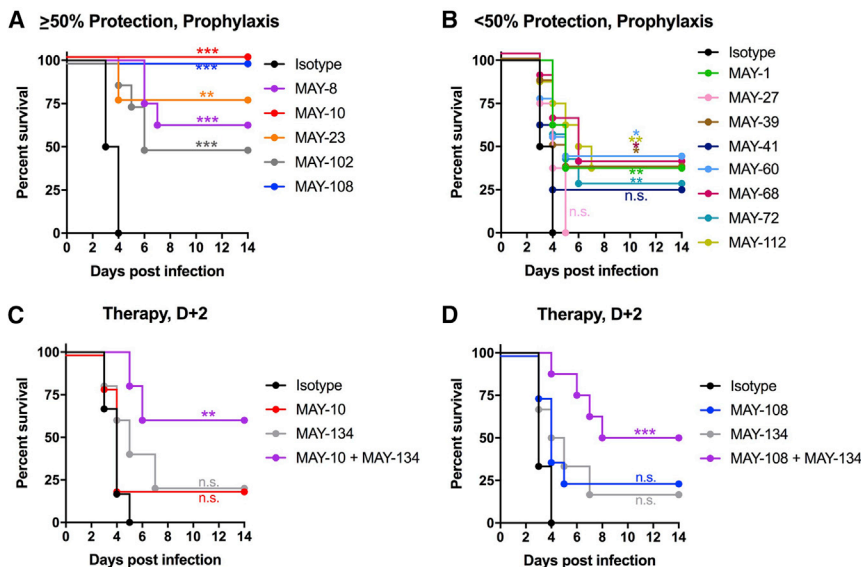 A ≥50% Protection, Prophylaxis
Percent survival
100
75
50
25
0
0 2 4 6 8 10 12 14
Days post infection
***
***
**
***
***
Isotype
MAY-8
MAY-10
MAY-23
MAY-102
MAY-108
B <50% Protection, Prophylaxis
Percent survival
100
75
50
25
0
0 2 4 6 8 10 12 14
Days post infection
*
**
*
*
**
**
n.s.
n.s.
Isotype
MAY-1
MAY-27
MAY-39
MAY-41
MAY-60
MAY-68
MAY-72
MAY-112
C Therapy, D+2
Percent survival
100
75
50
25
0
0 2 4 6 8 10 12 14
Days post infection
**
n.s.
n.s.
Isotype
MAY-10
MAY-134
MAY-10 + MAY-134
D Therapy, D+2
Percent survival
100
75
50
25
0
0 2 4 6 8 10 12 14
Days post infection
***
n.s.
n.s.
Isotype
MAY-108
MAY-134
MAY-108 + MAY-134